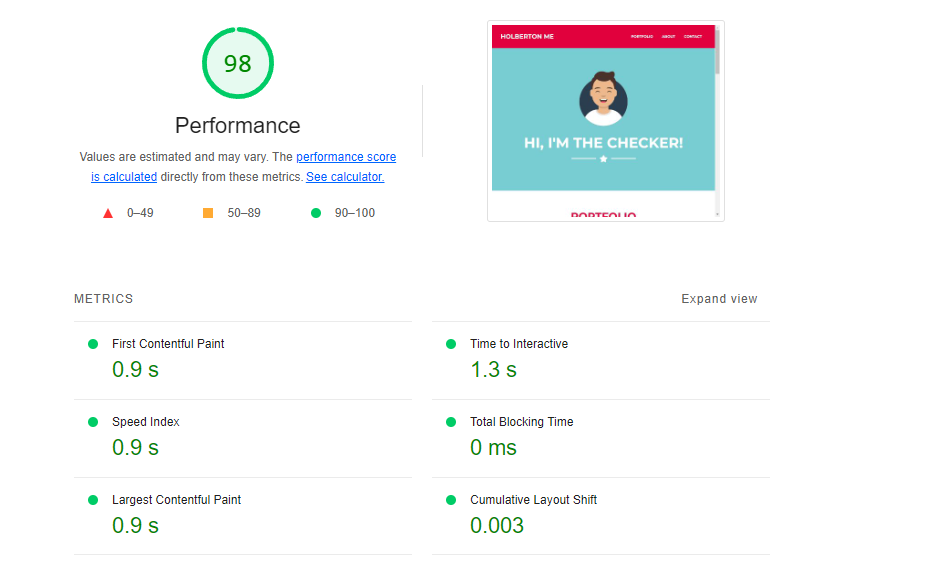 98
Performance
Values are estimated and may vary. The performance score
is calculated directly from these metrics. See calculator.
0–49 50–89 90–100
HOLBERTON ME PORTFOLIO ABOUT CONTACT
HI, I'M THE CHECKER!
PORTFOLIO
METRICS Expand view
First Contentful Paint
0.9 s
Time to Interactive
1.3 s
Speed Index
0.9 s
Total Blocking Time
0 ms
Largest Contentful Paint
0.9 s
Cumulative Layout Shift
0.003